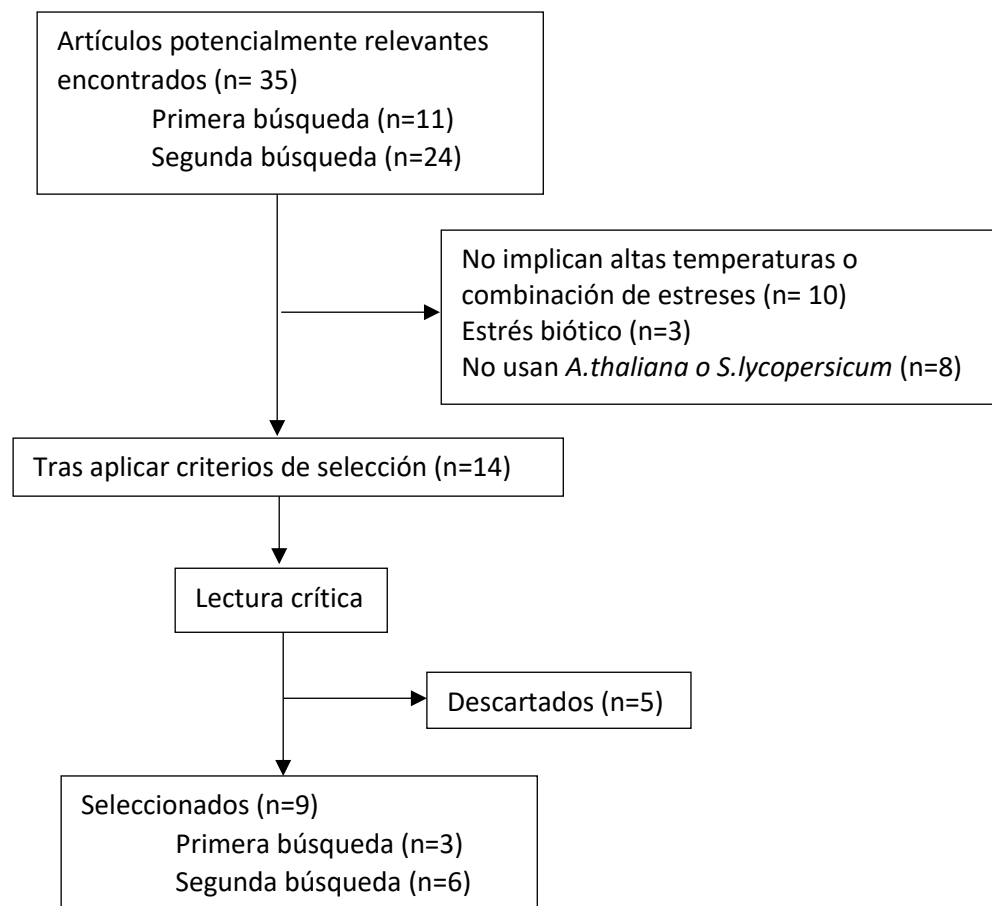 Artículos potencialmente relevantes
encontrados (n= 35)
Primera búsqueda (n=11)
Segunda búsqueda (n=24)
No implican altas temperaturas o
combinación de estreses (n= 10)
Estrés biótico (n=3)
No usan A.thaliana o S.lycopersicum (n=8)
Tras aplicar criterios de selección (n=14)
Lectura crítica
Descartados (n=5)
Seleccionados (n=9)
Primera búsqueda (n=3)
Segunda búsqueda (n=6)